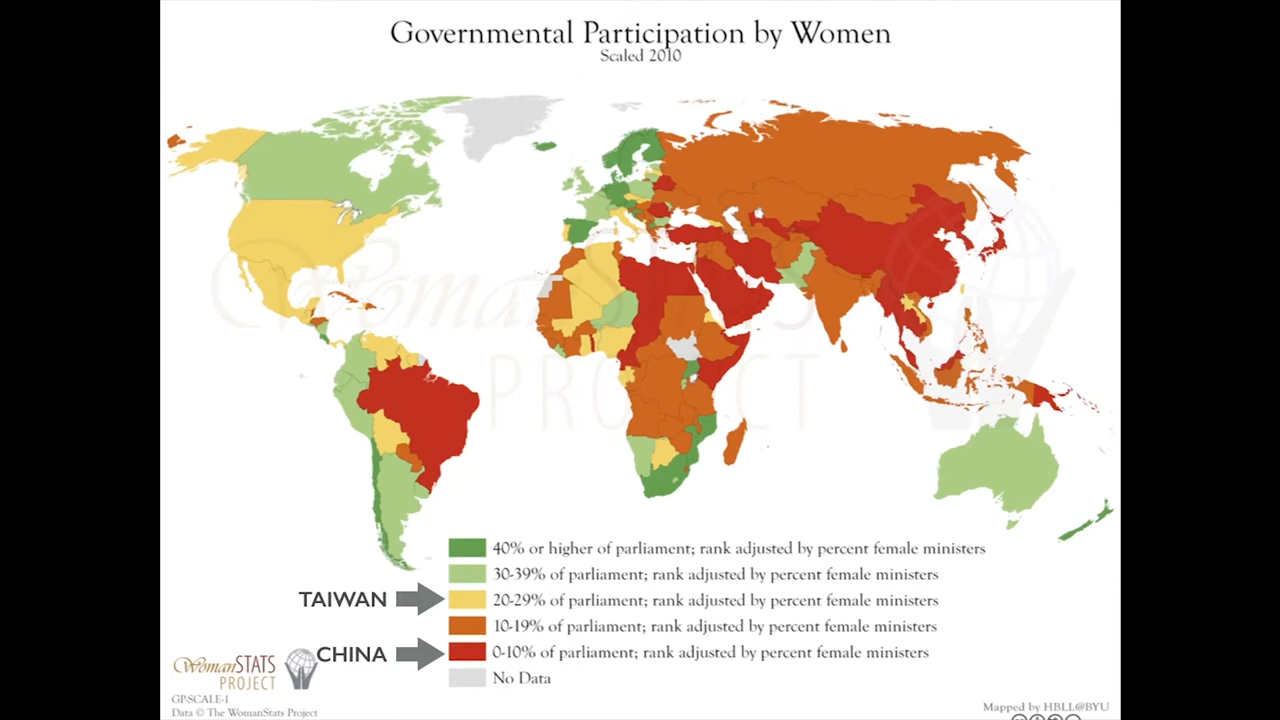 Governmental Participation by Women
Scaled 2010
Woman Stats
PROJECT
40% or higher of parliament; rank adjusted by percent female ministers
30-39% of parliament; rank adjusted by percent female ministers
TAIWAN
20-29% of parliament; rank adjusted by percent female ministers
10-19% of parliament; rank adjusted by percent female ministers
CHINA
0-10% of parliament; rank adjusted by percent female ministers
No Data
WomanSTATS
PROJECT
GP-SCALE-1
Data © The WomanStats Project
Mapped by HBLL@BYU